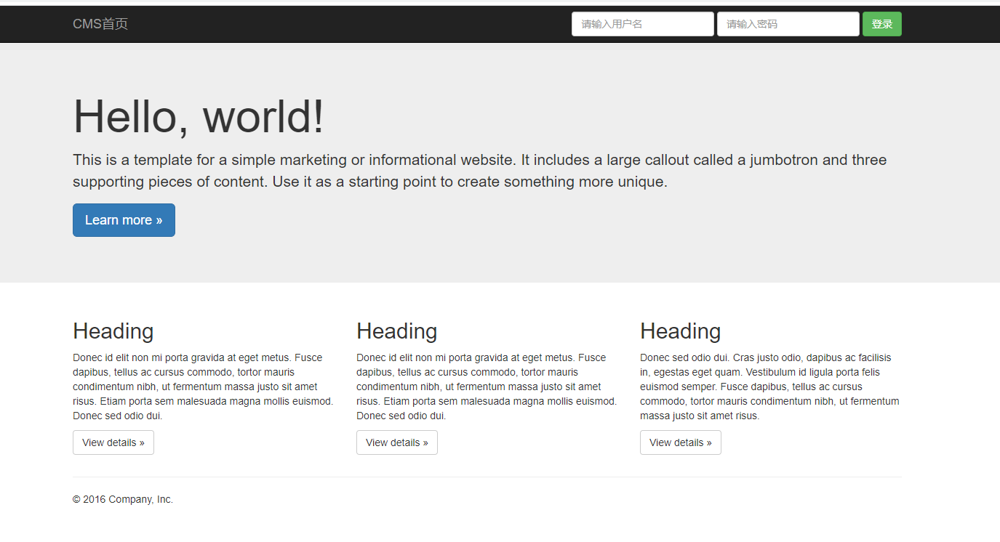 CMS首页
请输入用户名
请输入密码
登录
Hello, world!
This is a template for a simple marketing or informational website. It includes a large callout called a jumbotron and three
supporting pieces of content. Use it as a starting point to create something more unique.
Learn more »
Heading
Donec id elit non mi porta gravida at eget metus. Fusce
dapibus, tellus ac cursus commodo, tortor mauris
condimentum nibh, ut fermentum massa justo sit amet
risus. Etiam porta sem malesuada magna mollis euismod.
Donec sed odio dui.
View details »
Heading
Donec id elit non mi porta gravida at eget metus. Fusce
dapibus, tellus ac cursus commodo, tortor mauris
condimentum nibh, ut fermentum massa justo sit amet
risus. Etiam porta sem malesuada magna mollis euismod.
Donec sed odio dui.
View details »
Heading
Donec sed odio dui. Cras justo odio, dapibus ac facilisis
in, egestas eget quam. Vestibulum id ligula porta felis
euismod semper. Fusce dapibus, tellus ac cursus
commodo, tortor mauris condimentum nibh, ut fermentum
massa justo sit amet risus.
View details »
© 2016 Company, Inc.